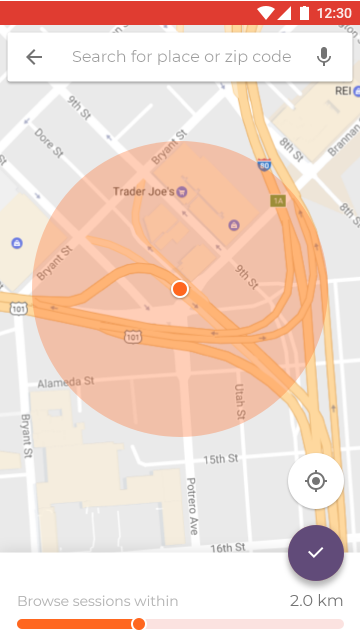 12:30
Search for place or zip code
REI
9th St
Dore St
Bryant St
8th St
Brannan
80
Trader Joe's
1A
8th St
Bryant St
9th St
101
101
Alameda St
Utah St
Bryant St
15th St
Potrero Ave
16th St
Browse sessions within
2.0 km